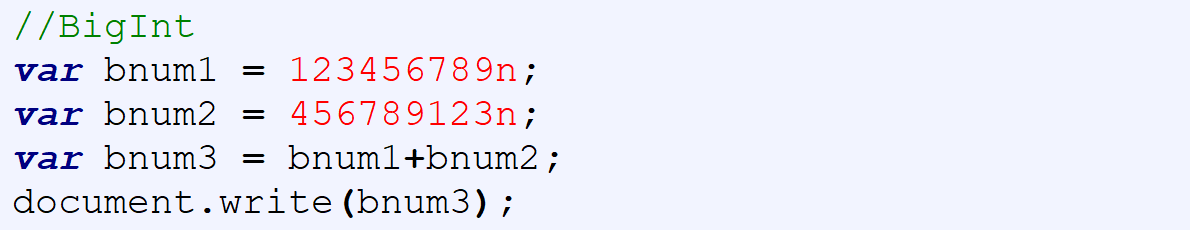 //BigInt
var bnum1 = 123456789n;
var bnum2 = 456789123n;
var bnum3 = bnum1+bnum2;
document.write(bnum3);